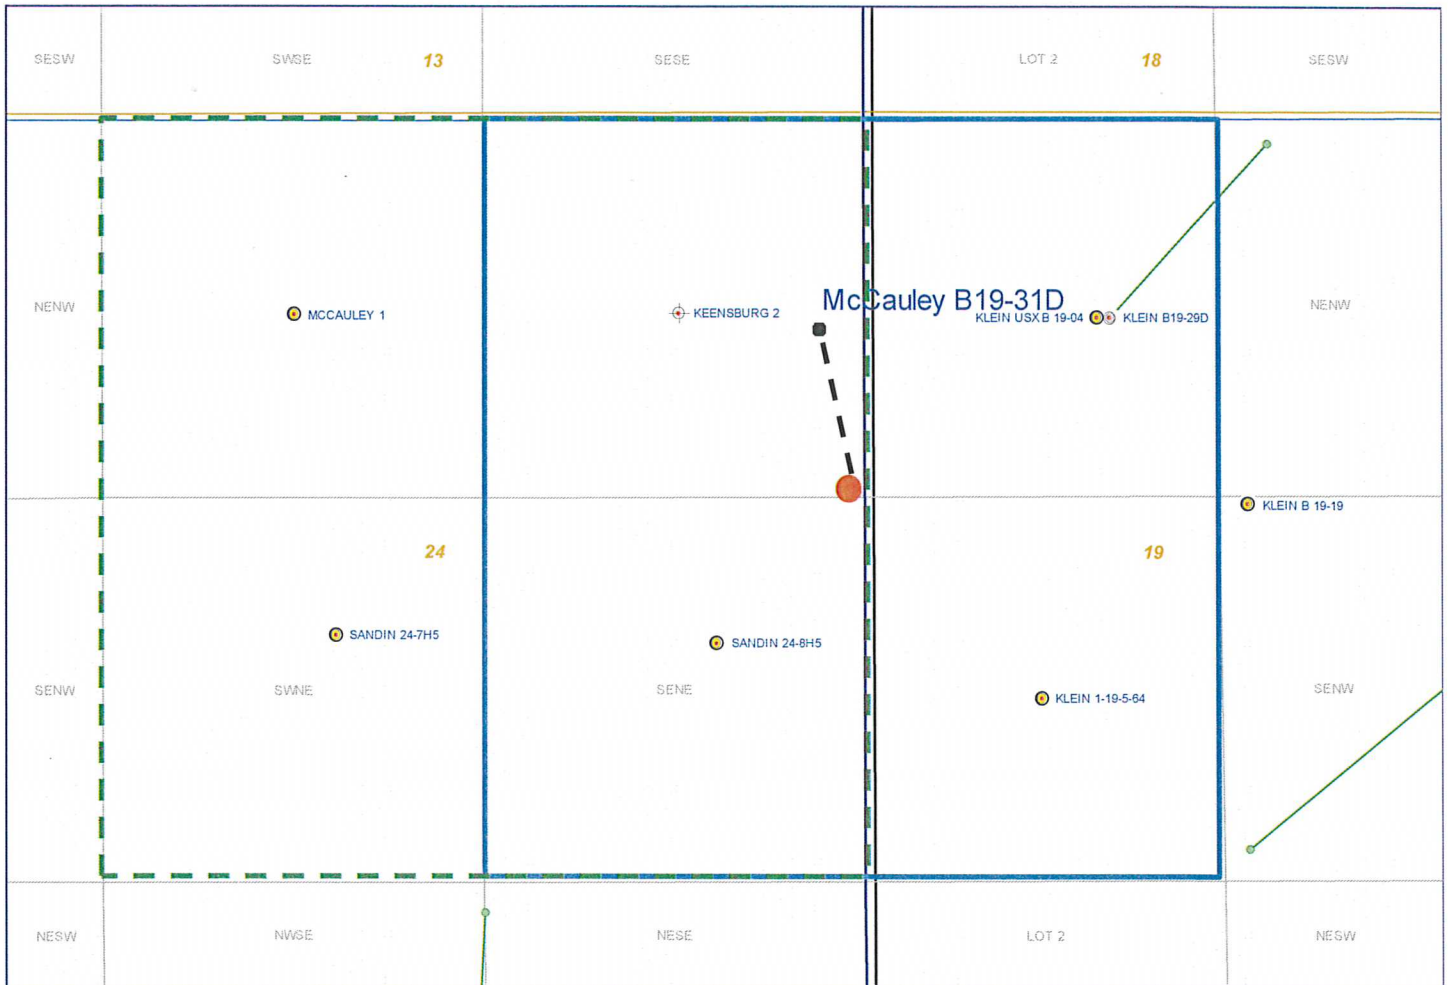 SESW
SWSE
13
SESE
LOT 2
18
SESW
NENW
MCCAULEY 1
KEENSBURG 2
McCauley B19-31D
KLEIN USX B 19-04
KLEIN B19-29D
NENW
KLEIN B 19-19
24
19
SANDIN 24-7H5
SANDIN 24-8H5
SENW
SWNE
SENE
KLEIN 1-19-5-64
SENW
NESW
NWSE
NESE
LOT 2
NESW